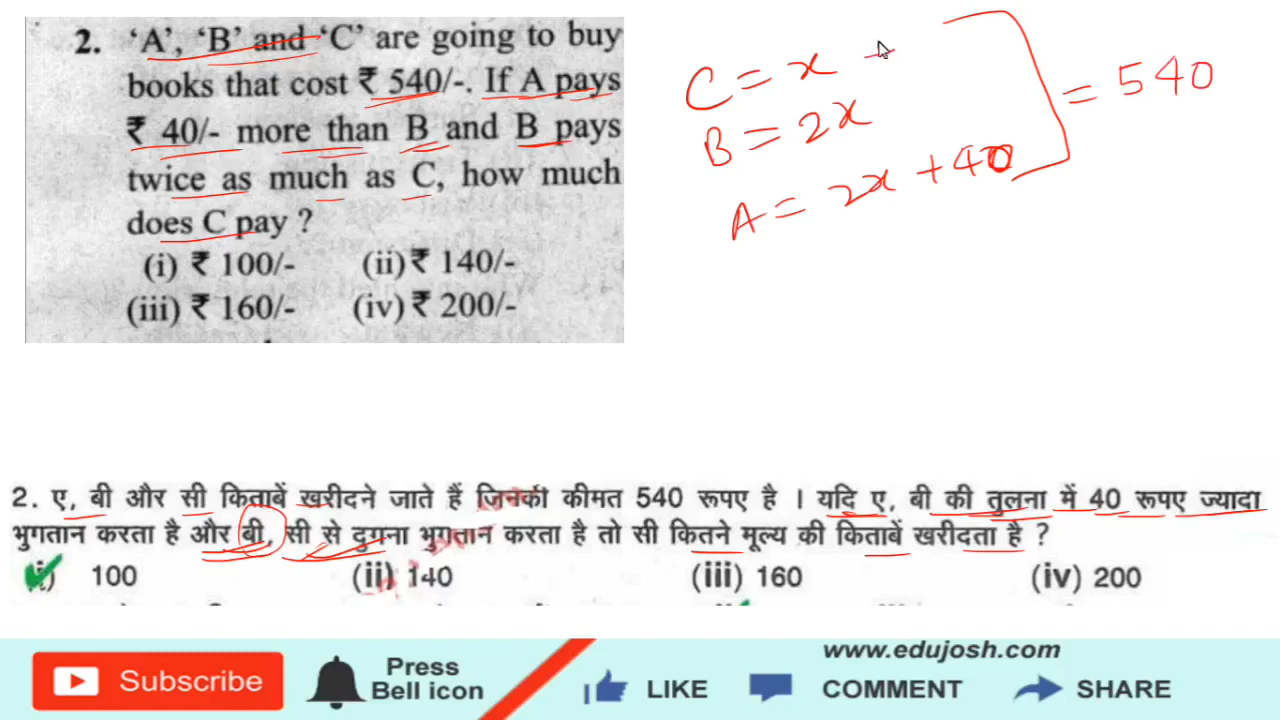 2. ‘A’, ‘B’ and ‘C’ are going to buy
books that cost ₹ 540/-. If A pays
₹ 40/- more than B and B pays
twice as much as C, how much
does C pay ?
(i) ₹ 100/- (ii) ₹ 140/-
(iii) ₹ 160/- (iv) ₹ 200/-
C = x
B = 2x
A = 2x + 40
= 540
2. ए, बी और सी किताबें खरीदने जाते हैं जिनकी कीमत 540 रूपए है । यदि ए, बी की तुलना में 40 रूपए ज्यादा
भुगतान करता है और बी, सी से दुगना भुगतान करता है तो सी कितने मूल्य की किताबें खरीदता है ?
i) 100 (ii) 140 (iii) 160 (iv) 200
Subscribe
Press
Bell icon
LIKE
www.edujosh.com
COMMENT
SHARE